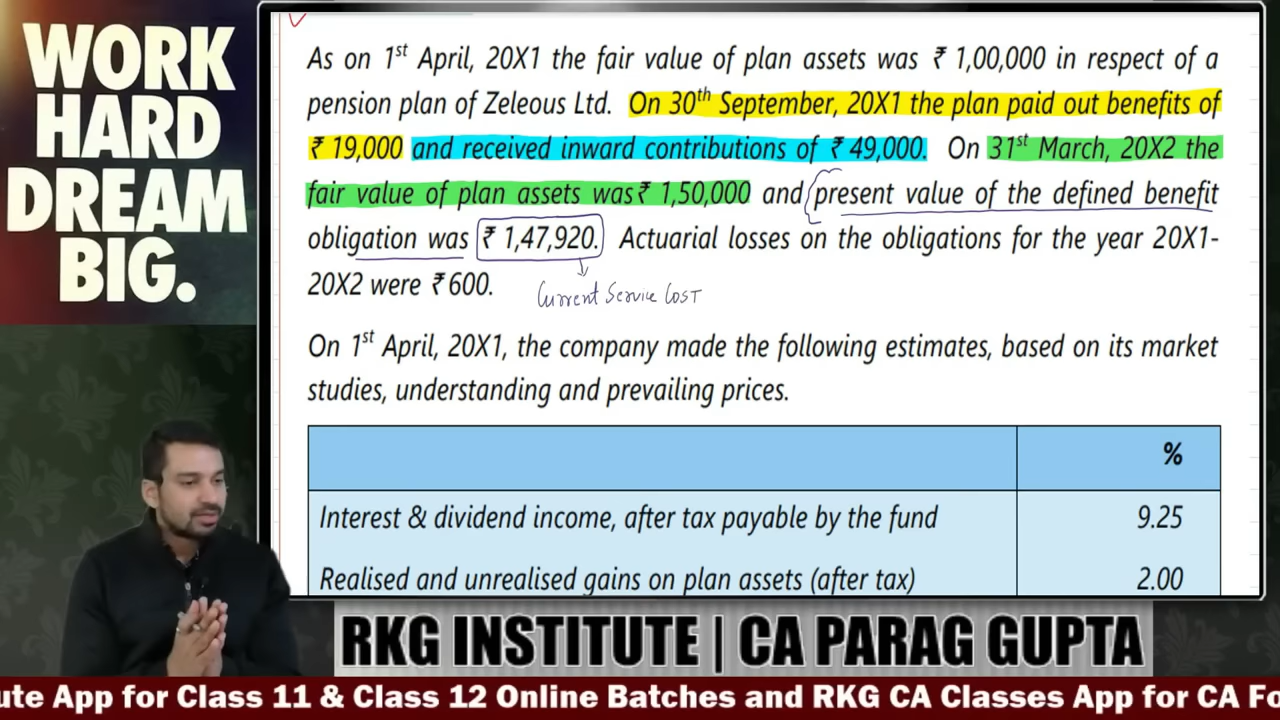 WORK
HARD
DREAM
BIG.
As on 1st April, 20X1 the fair value of plan assets was ₹ 1,00,000 in respect of a
pension plan of Zeleous Ltd. On 30th September, 20X1 the plan paid out benefits of
₹ 19,000 and received inward contributions of ₹ 49,000. On 31st March, 20X2 the
fair value of plan assets was ₹ 1,50,000 and present value of the defined benefit
obligation was ₹ 1,47,920. Actuarial losses on the obligations for the year 20X1-
20X2 were ₹ 600.
Current Service Cost
On 1st April, 20X1, the company made the following estimates, based on its market
studies, understanding and prevailing prices.
%
Interest & dividend income, after tax payable by the fund 9.25
Realised and unrealised gains on plan assets (after tax) 2.00
RKG INSTITUTE | CA PARAG GUPTA
ute App for Class 11 & Class 12 Online Batches and RKG CA Classes App for CA Fo